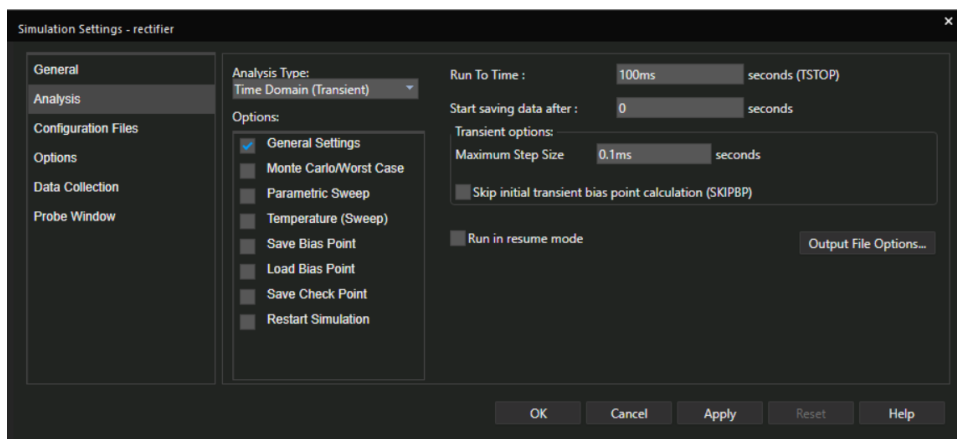 Simulation Settings - rectifier
×
General
Analysis
Configuration Files
Options
Data Collection
Probe Window
Analysis Type:
Time Domain (Transient)
Options:
General Settings
Monte Carlo/Worst Case
Parametric Sweep
Temperature (Sweep)
Save Bias Point
Load Bias Point
Save Check Point
Restart Simulation
Run To Time : 100ms seconds (TSTOP)
Start saving data after : 0 seconds
Transient options:
Maximum Step Size 0.1ms seconds
Skip initial transient bias point calculation (SKIPBP)
Run in resume mode
Output File Options...
OK Cancel Apply Reset Help